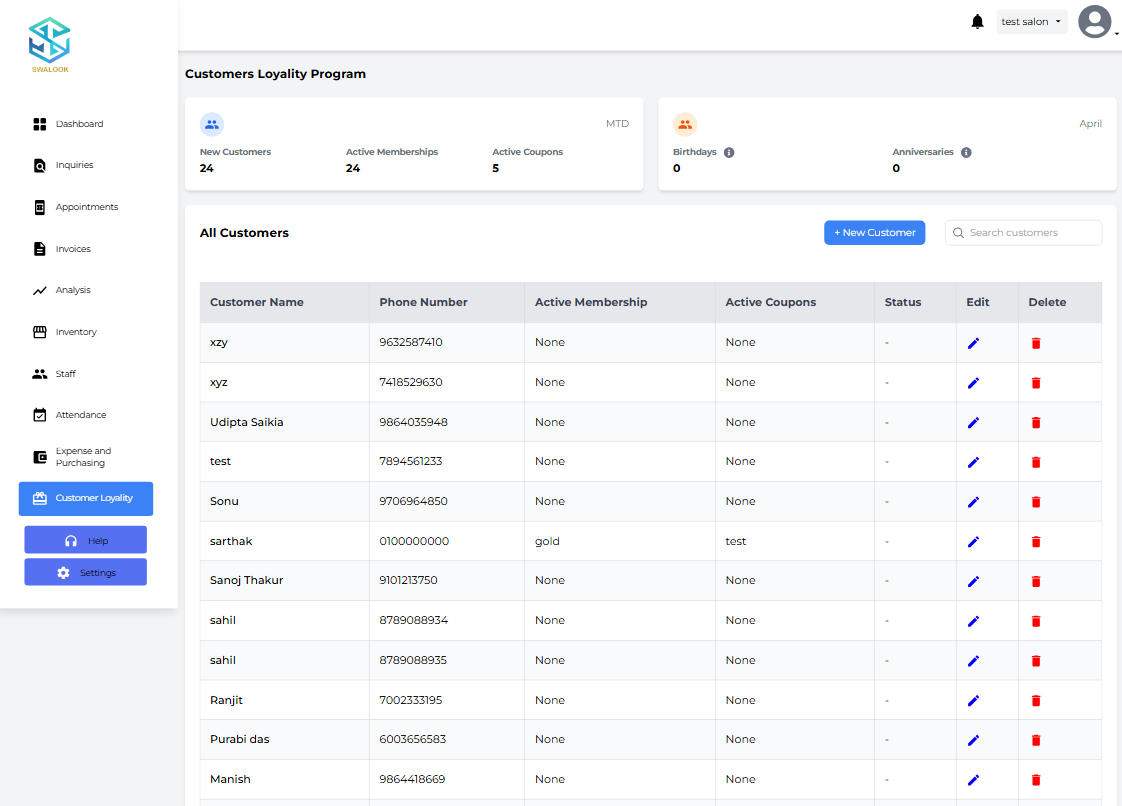 SWALOOK
test salon
Dashboard
Inquiries
Appointments
Invoices
Analysis
Inventory
Staff
Attendance
Expense and
Purchasing
Customer Loyality
Help
Settings
Customers Loyality Program
MTD
New Customers Active Memberships Active Coupons
24 24 5
April
Birthdays Anniversaries
0 0
All Customers
+ New Customer
Search customers
Customer Name Phone Number Active Membership Active Coupons Status Edit Delete
xzy 9632587410 None None -
xyz 7418529630 None None -
Udipta Saikia 9864035948 None None -
test 7894561233 None None -
Sonu 9706964850 None None -
sarthak 0100000000 gold test -
Sanoj Thakur 9101213750 None None -
sahil 8789088934 None None -
sahil 8789088935 None None -
Ranjit 7002333195 None None -
Purabi das 6003656583 None None -
Manish 9864418669 None None -